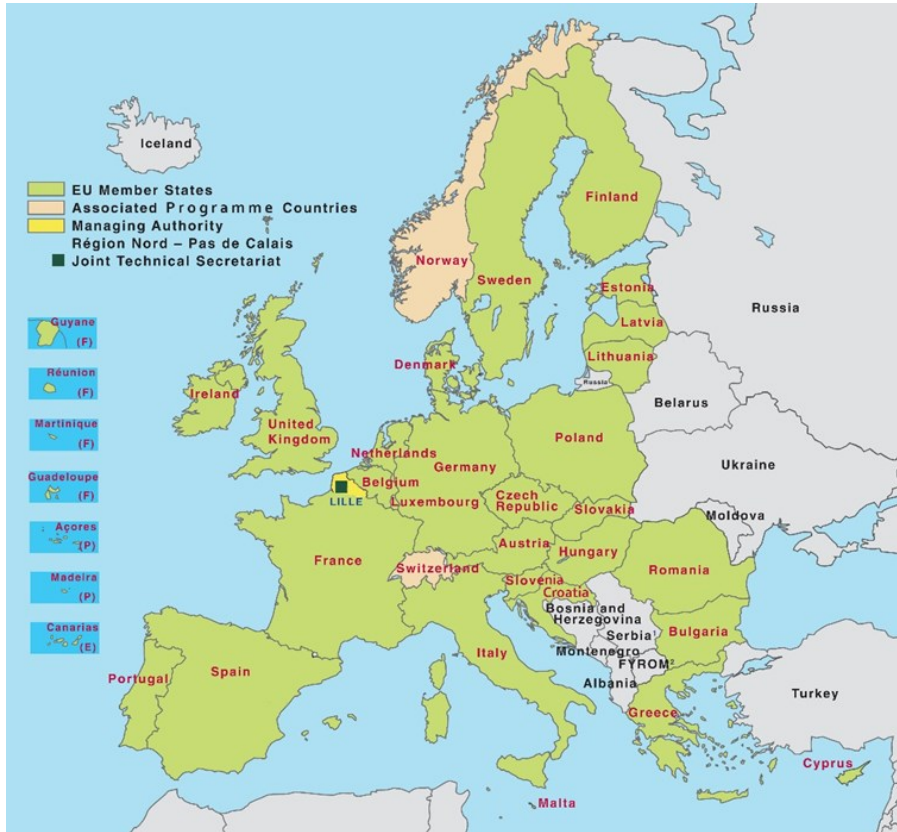 Iceland
EU Member States
Associated Programme Countries
Managing Authority
Région Nord – Pas de Calais
Joint Technical Secretariat
Norway
Sweden
Finland
Russia
Estonia
Latvia
Lithuania
Russia
Denmark
Belarus
Guyane
(F)
Réunion
(F)
Martinique
(F)
Guadeloupe
(F)
Açores
(P)
Madeira
(P)
Canarias
(E)
Ireland
United
Kingdom
Netherlands
Belgium
LILLE
Luxembourg
Germany
Poland
Ukraine
Czech
Republic
Slovakia
Moldova
France
Switzerland
Austria
Hungary
Romania
Slovenia
Croatia
Bosnia and
Herzegovina
Serbia¹
Montenegro
FYROM²
Albania
Bulgaria
Italy
Portugal
Spain
Greece
Turkey
Cyprus
Malta